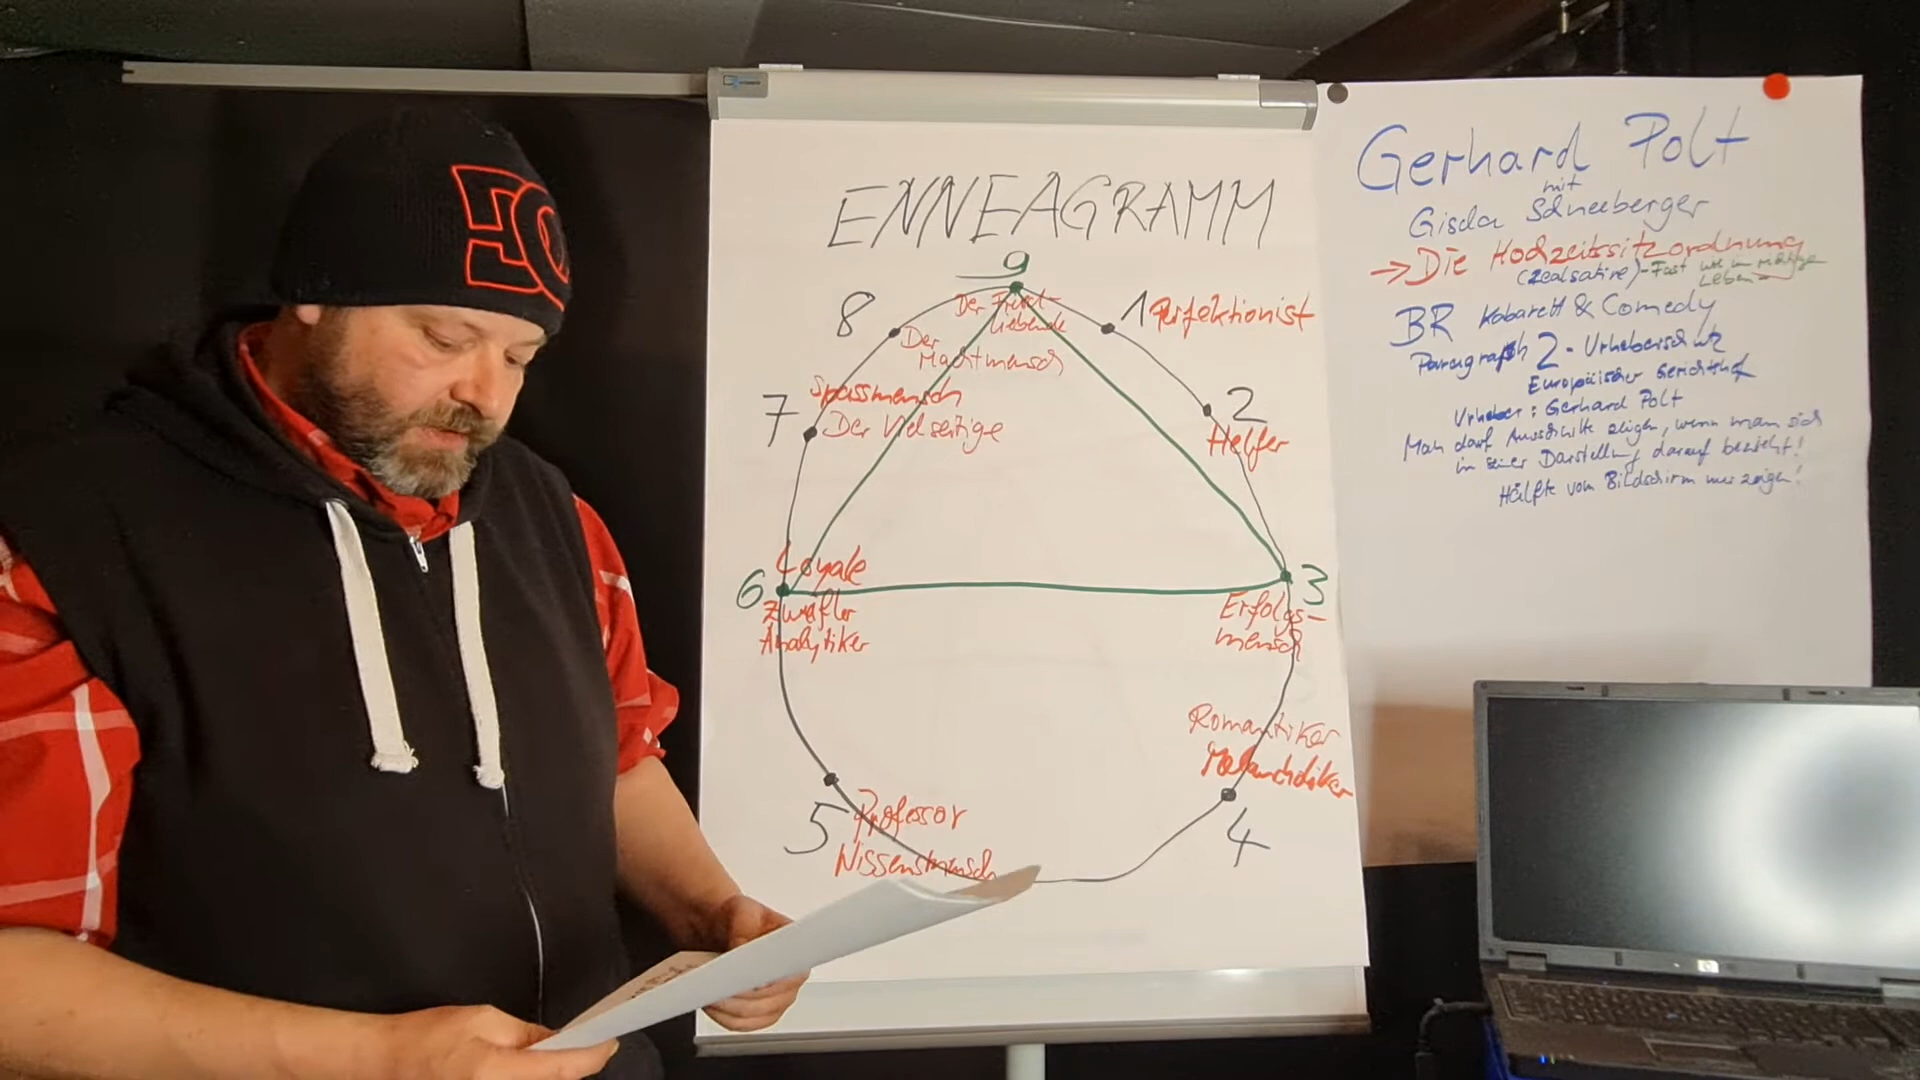 ENNEAGRAMM
9
Der Fried-
liebende
8
Der
Machtmensch
1 Perfektionist
7
Spassmensch
Der Vielseitige
2
Helfer
6
Loyale
Zweifler
Analytiker
3
Erfolgs-
mensch
Romantiker
Melancholiker
4
5
Professor
Wissensmensch
Gerhard Polt
mit
Gisela Schneeberger
→ Die Hochzeitssitzordnung
(Realsatire) - Fast wie im richtigen
Leben
BR Kabarett & Comedy
Paragraph 2 - Urheberschutz
Europäischer Gerichtshof
Urheber: Gerhard Polt
Man darf Ausschnitte zeigen, wenn man sich
in seiner Darstellung darauf bezieht!
Hälfte vom Bildschirm nur zeigen!